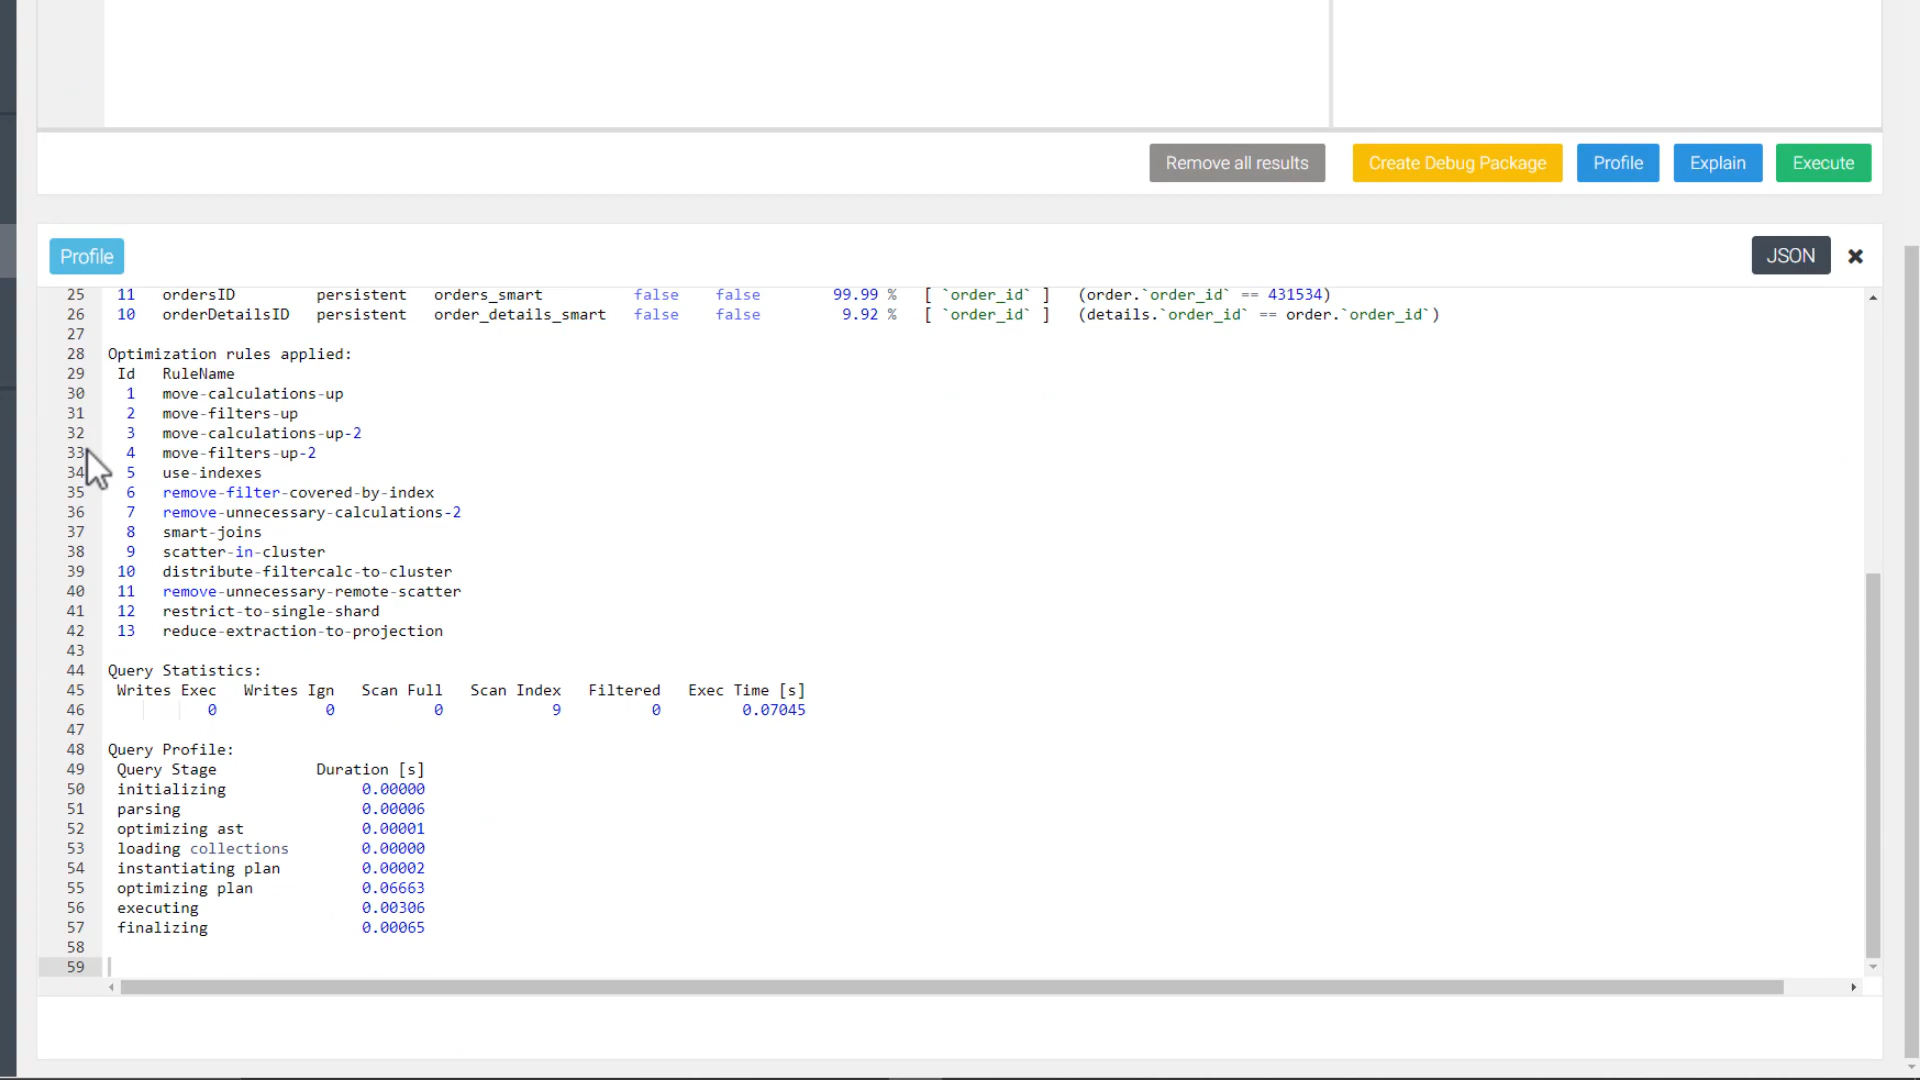 Remove all results Create Debug Package Profile Explain Execute
Profile JSON ✖
25 11 ordersID persistent orders_smart false false 99.99 % [ `order_id` ] (order.`order_id` == 431534)
26 10 orderDetailsID persistent order_details_smart false false 9.92 % [ `order_id` ] (details.`order_id` == order.`order_id`)
27
28 Optimization rules applied:
29 Id RuleName
30 1 move-calculations-up
31 2 move-filters-up
32 3 move-calculations-up-2
33 4 move-filters-up-2
34 5 use-indexes
35 6 remove-filter-covered-by-index
36 7 remove-unnecessary-calculations-2
37 8 smart-joins
38 9 scatter-in-cluster
39 10 distribute-filtercalc-to-cluster
40 11 remove-unnecessary-remote-scatter
41 12 restrict-to-single-shard
42 13 reduce-extraction-to-projection
43
44 Query Statistics:
45 Writes Exec Writes Ign Scan Full Scan Index Filtered Exec Time [s]
46 0 0 0 9 0 0.07045
47
48 Query Profile:
49 Query Stage Duration [s]
50 initializing 0.00000
51 parsing 0.00006
52 optimizing ast 0.00001
53 loading collections 0.00000
54 instantiating plan 0.00002
55 optimizing plan 0.06663
56 executing 0.00306
57 finalizing 0.00065
58
59